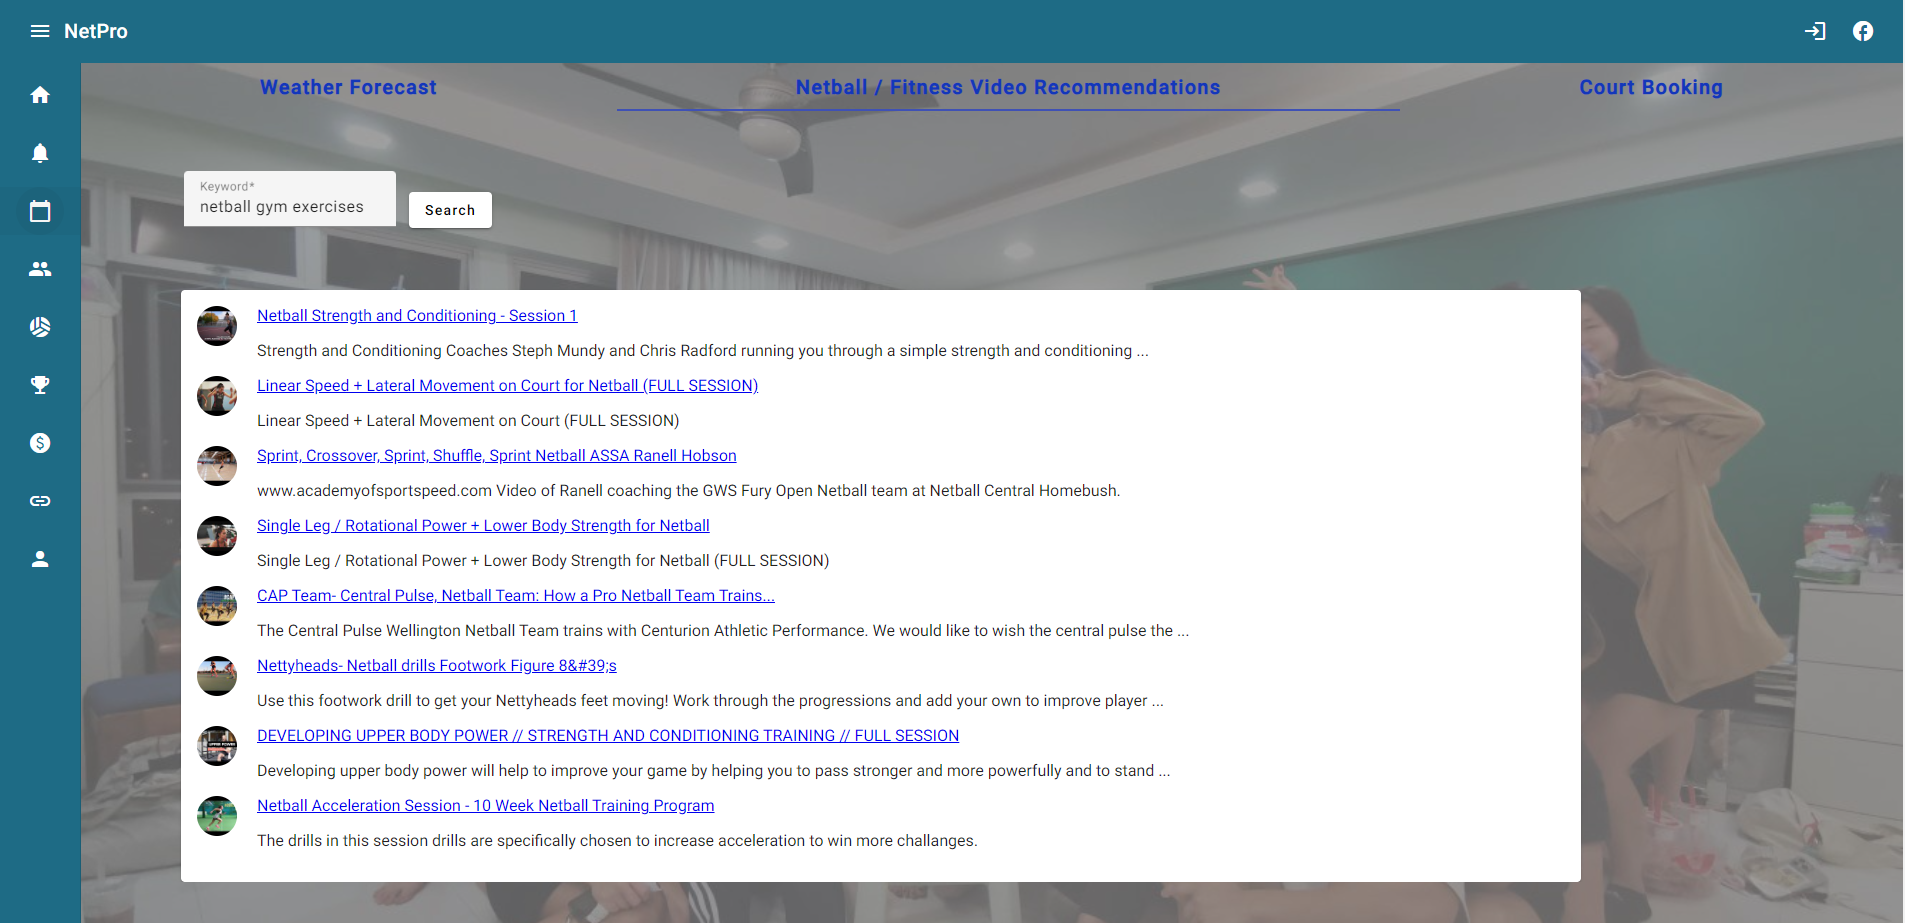 NetPro
Weather Forecast
Netball / Fitness Video Recommendations
Court Booking
Keyword*
netball gym exercises
Search
Netball Strength and Conditioning - Session 1
Strength and Conditioning Coaches Steph Mundy and Chris Radford running you through a simple strength and conditioning ...
Linear Speed + Lateral Movement on Court for Netball (FULL SESSION)
Linear Speed + Lateral Movement on Court (FULL SESSION)
Sprint, Crossover, Sprint, Shuffle, Sprint Netball ASSA Ranell Hobson
www.academyofsportspeed.com Video of Ranell coaching the GWS Fury Open Netball team at Netball Central Homebush.
Single Leg / Rotational Power + Lower Body Strength for Netball
Single Leg / Rotational Power + Lower Body Strength for Netball (FULL SESSION)
CAP Team- Central Pulse, Netball Team: How a Pro Netball Team Trains...
The Central Pulse Wellington Netball Team trains with Centurion Athletic Performance. We would like to wish the central pulse the ...
Nettyheads- Netball drills Footwork Figure 8&#39;s
Use this footwork drill to get your Nettyheads feet moving! Work through the progressions and add your own to improve player ...
DEVELOPING UPPER BODY POWER // STRENGTH AND CONDITIONING TRAINING // FULL SESSION
Developing upper body power will help to improve your game by helping you to pass stronger and more powerfully and to stand ...
Netball Acceleration Session - 10 Week Netball Training Program
The drills in this session drills are specifically chosen to increase acceleration to win more challanges.